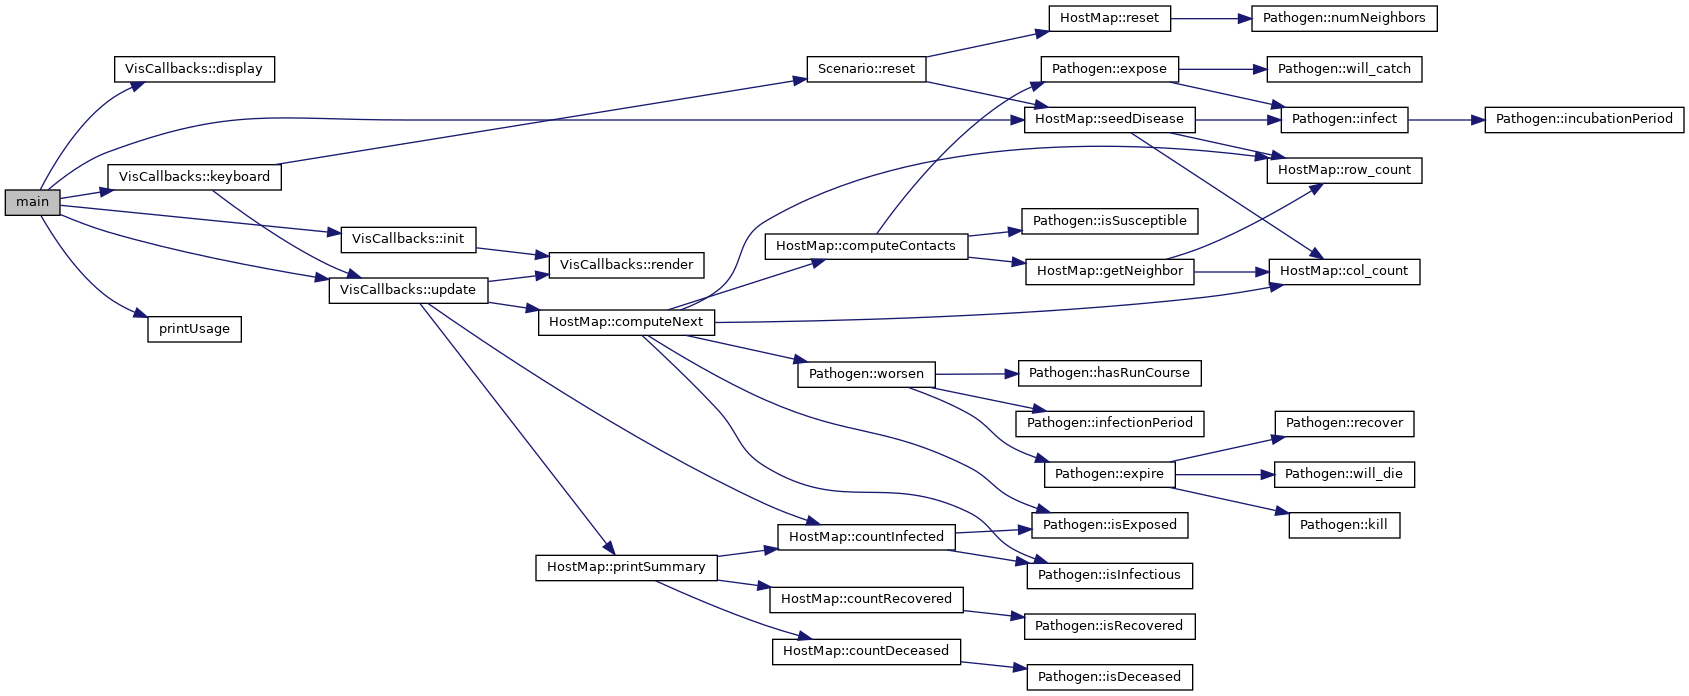 main
VisCallbacks::display
VisCallbacks::keyboard
VisCallbacks::init
VisCallbacks::update
printUsage
VisCallbacks::render
HostMap::computeNext
HostMap::printSummary
Scenario::reset
HostMap::computeContacts
Pathogen::worsen
HostMap::countInfected
HostMap::countRecovered
HostMap::countDeceased
HostMap::reset
Pathogen::expose
HostMap::seedDisease
Pathogen::isSusceptible
HostMap::getNeighbor
Pathogen::hasRunCourse
Pathogen::infectionPeriod
Pathogen::expire
Pathogen::isExposed
Pathogen::isInfectious
Pathogen::isRecovered
Pathogen::isDeceased
Pathogen::numNeighbors
Pathogen::will_catch
Pathogen::infect
HostMap::row_count
HostMap::col_count
Pathogen::recover
Pathogen::will_die
Pathogen::kill
Pathogen::incubationPeriod